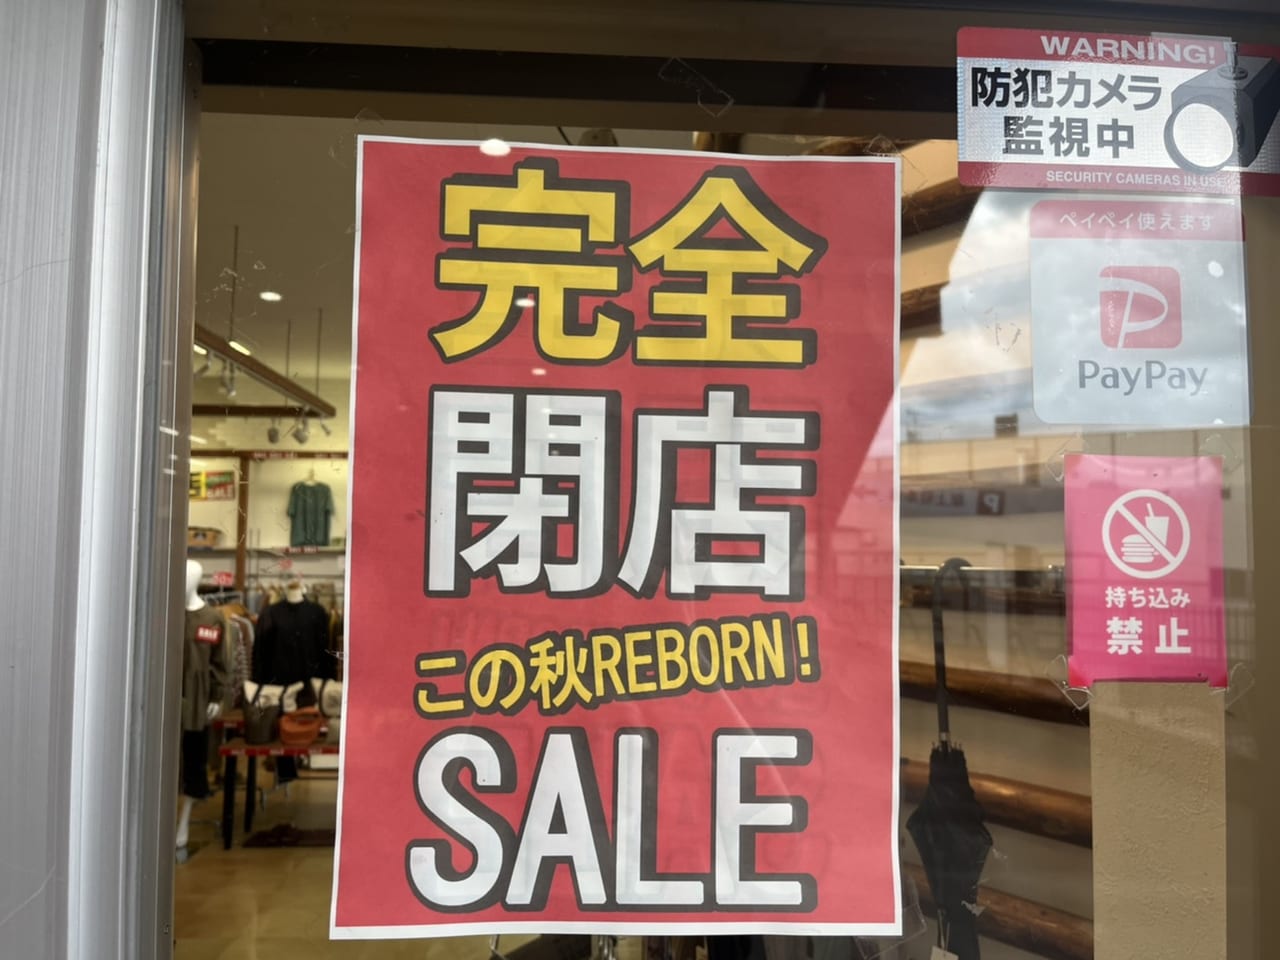 完全
閉店
この秋REBORN!
SALE
WARNING!
防犯カメラ
監視中
SECURITY CAMERAS IN USE
ペイペイ使えます
PayPay
持ち込み
禁止
SALE
SALE